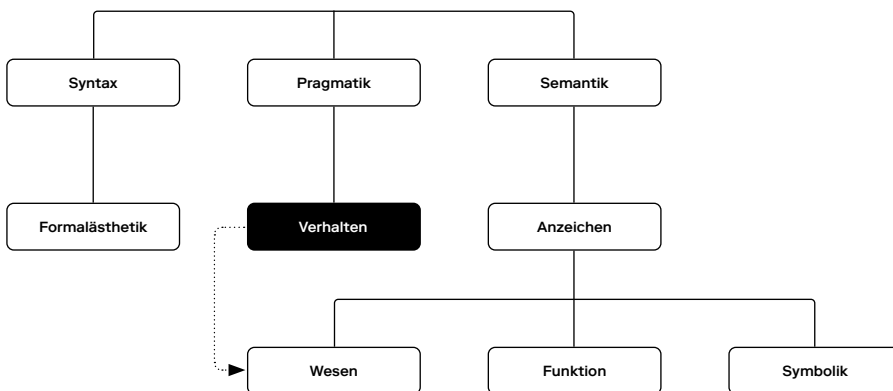 Syntax
Pragmatik
Semantik
Formalästhetik
Verhalten
Anzeichen
Wesen
Funktion
Symbolik